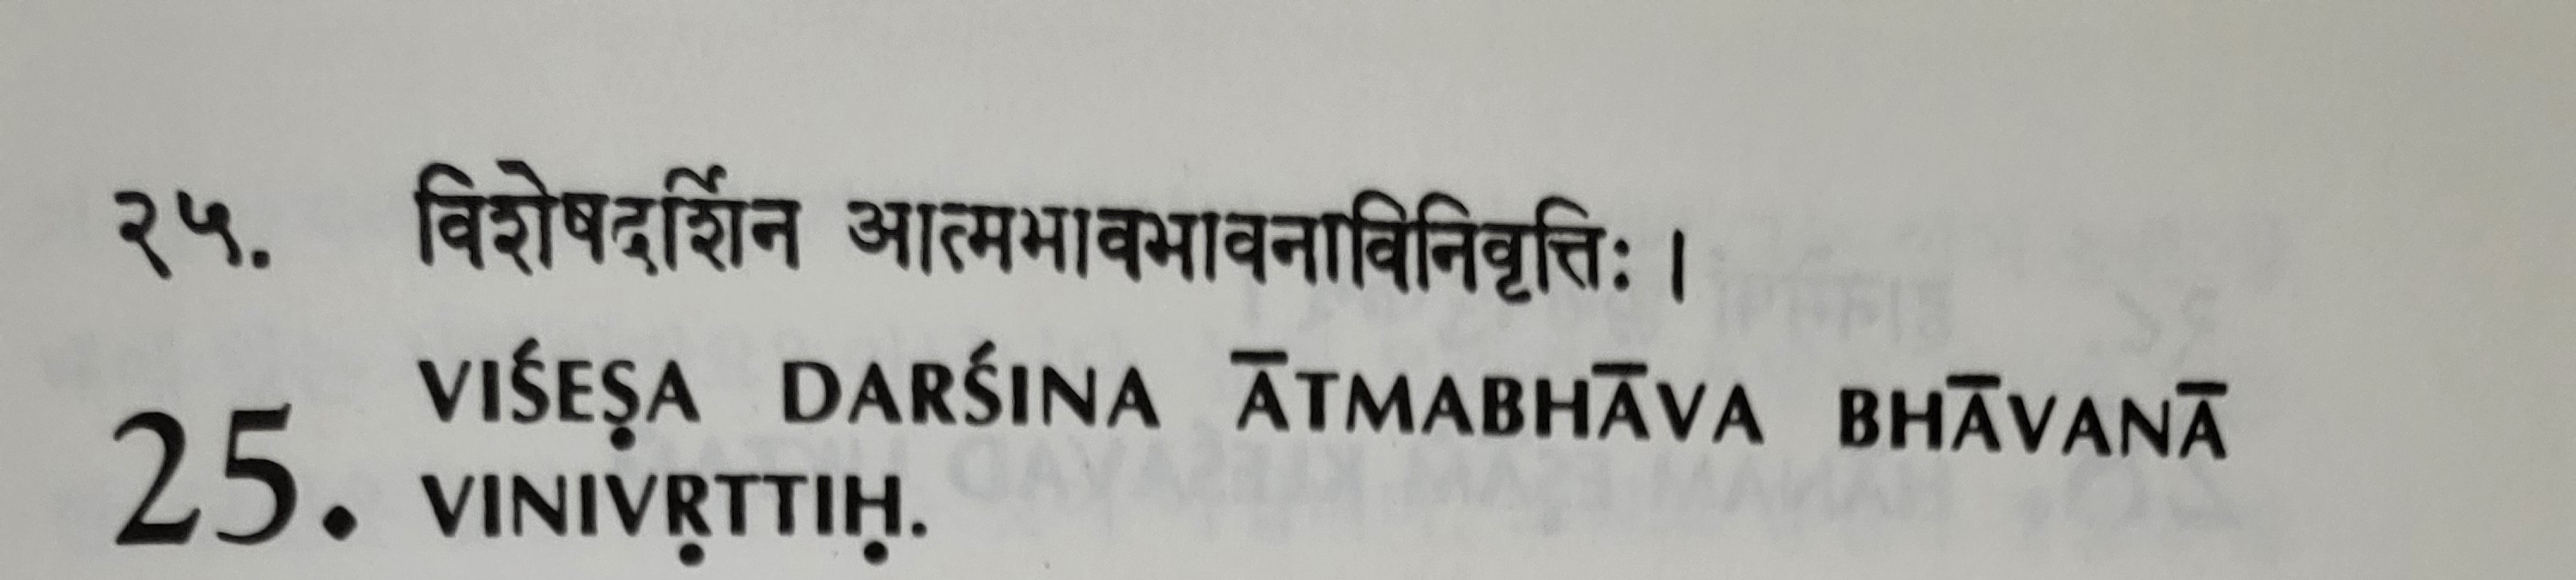 २५. विशेषदर्शिन आत्मभावभावनाविनिवृत्तिः ।
25. VIŚEṢA DARŚINA ĀTMABHĀVA BHĀVANĀ
VINIVṚTTIḤ.